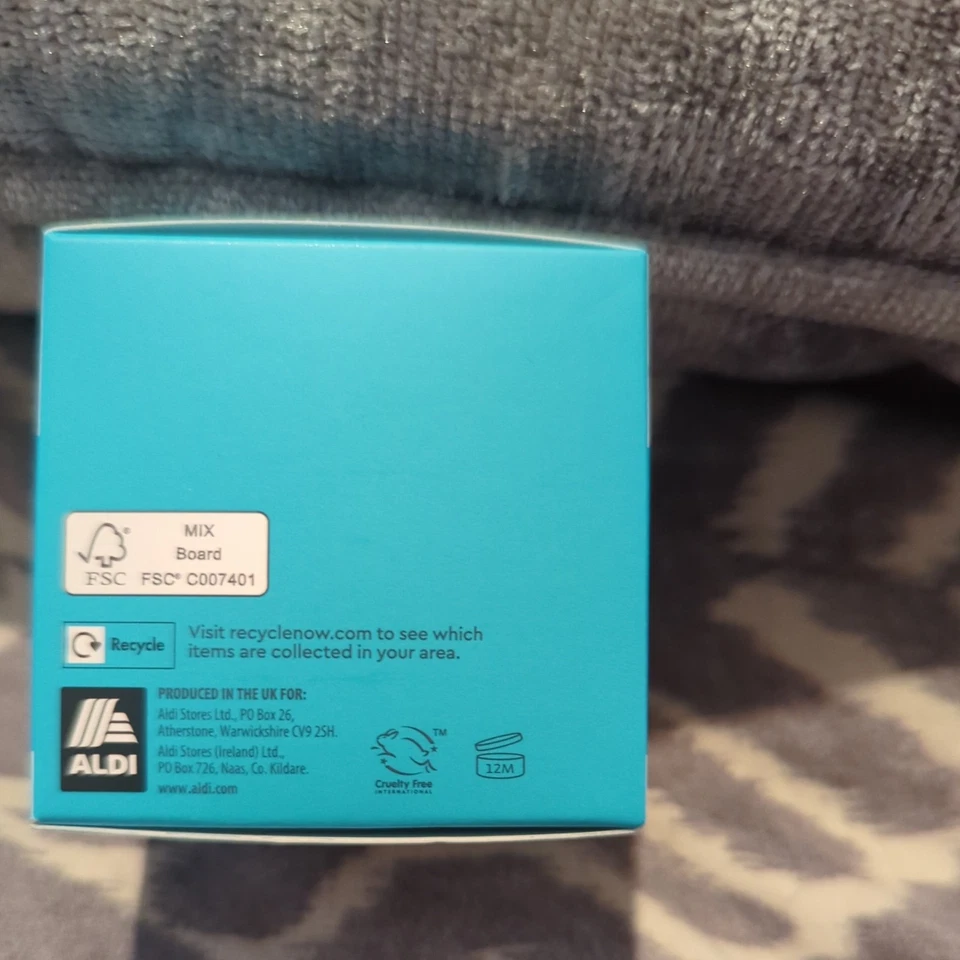 MIX
Board
FSC® C007401
FSC
Recycle
Visit recyclenow.com to see which
items are collected in your area.
PRODUCED IN THE UK FOR:
Aldi Stores Ltd., PO Box 26,
Atherstone, Warwickshire CV9 2SH.
Aldi Stores (Ireland) Ltd.,
PO Box 726, Naas, Co. Kildare.
www.aldi.com
ALDI
TM
Cruelty Free
INTERNATIONAL
12M